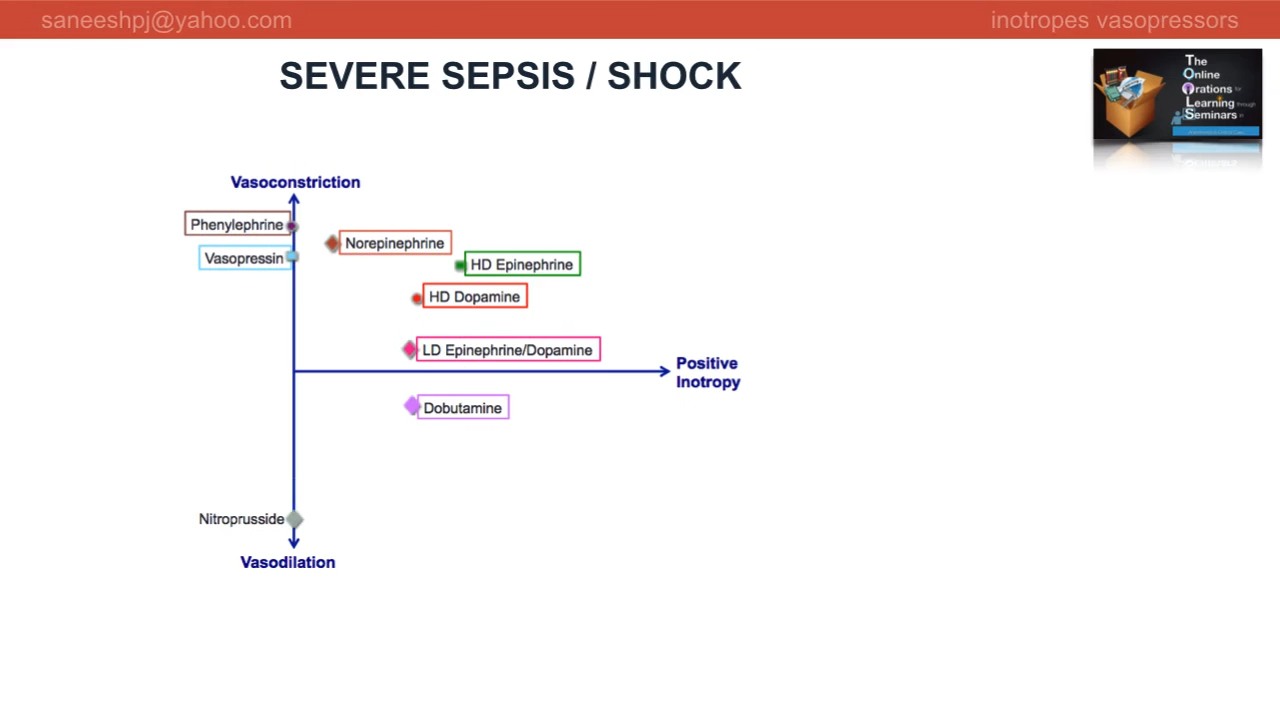 saneeshpj@yahoo.com
inotropes vasopressors
SEVERE SEPSIS / SHOCK
The
Online
Orations for
Learning through
Seminars in
Vasoconstriction
Phenylephrine
Norepinephrine
Vasopressin
HD Epinephrine
HD Dopamine
LD Epinephrine/Dopamine
Positive
Inotropy
Dobutamine
Nitroprusside
Vasodilation